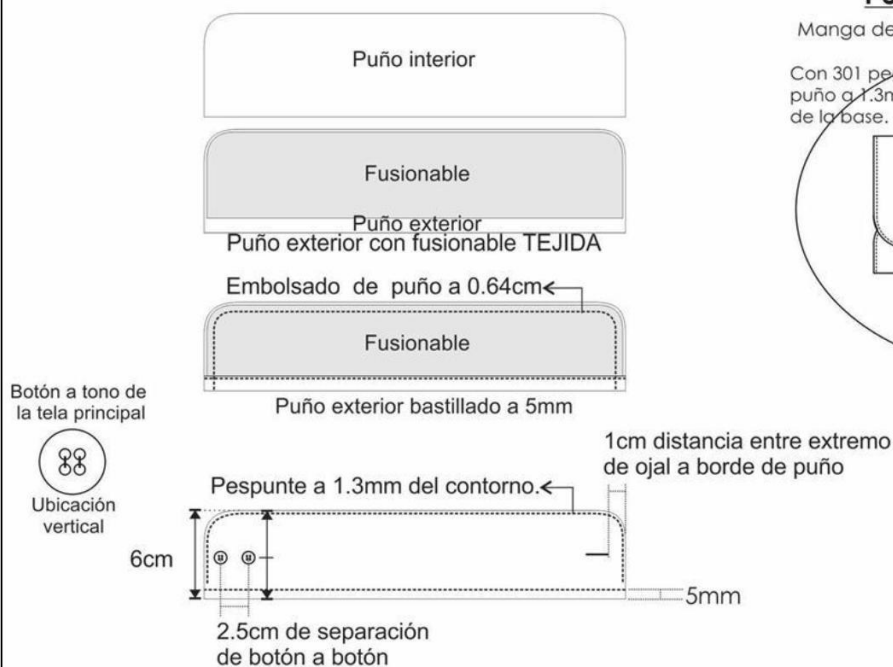 Puño interior
Fusionable
Puño exterior
Puño exterior con fusionable TEJIDA
Embolsado de puño a 0.64cm
Fusionable
Puño exterior bastillado a 5mm
Botón a tono de
la tela principal
Ubicación
vertical
1cm distancia entre extremo
de ojal a borde de puño
Pespunte a 1.3mm del contorno.
6cm
5mm
2.5cm de separación
de botón a botón
Manga de
Con 301
puño a 1.3m
de la base.